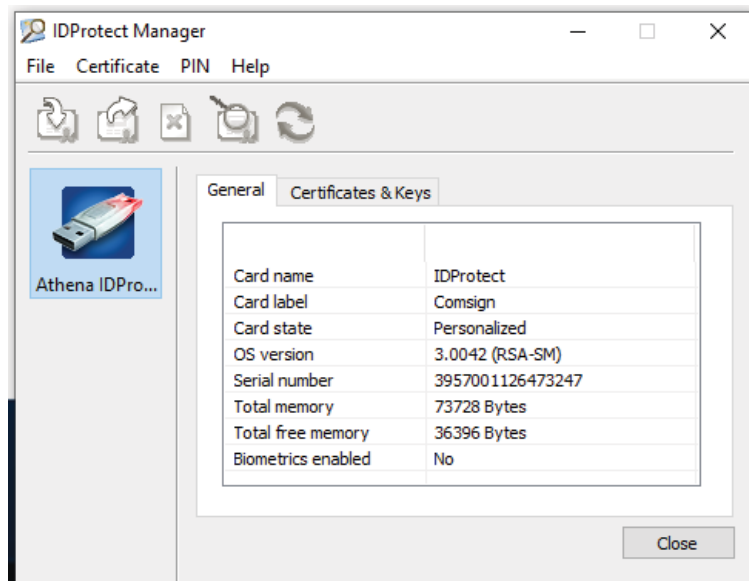 IDProtect Manager
File Certificate PIN Help
General Certificates & Keys
Athena IDPro...
Card name IDProtect
Card label Comsign
Card state Personalized
OS version 3.0042 (RSA-SM)
Serial number 3957001126473247
Total memory 73728 Bytes
Total free memory 36396 Bytes
Biometrics enabled No
Close